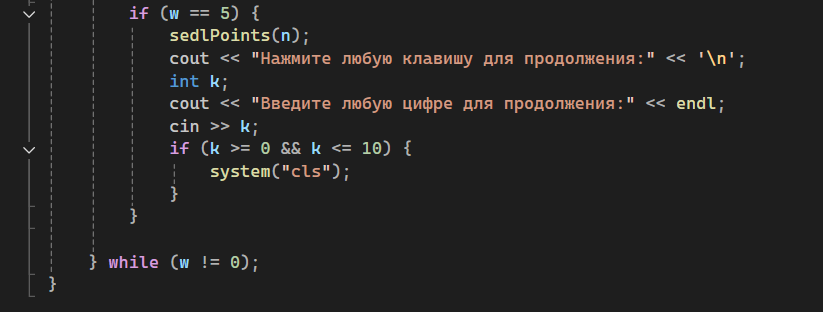 if (w == 5) {
sedlPoints(n);
cout << "Нажмите любую клавишу для продолжения:" << '\n';
int k;
cout << "Введите любую цифре для продолжения:" << endl;
cin >> k;
if (k >= 0 && k <= 10) {
system("cls");
}
}
} while (w != 0);
}